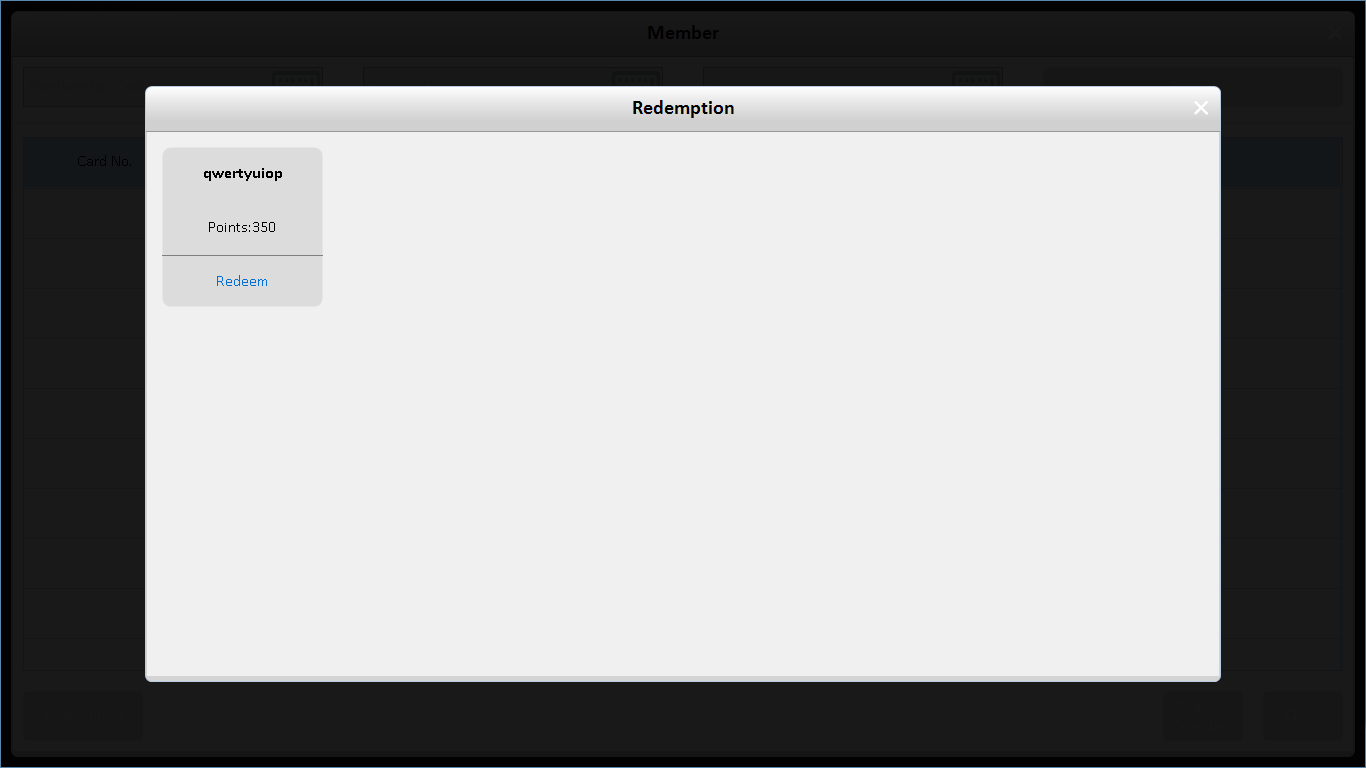 Member
Redemption
Card No.
qwertyuiop
Points:350
Redeem